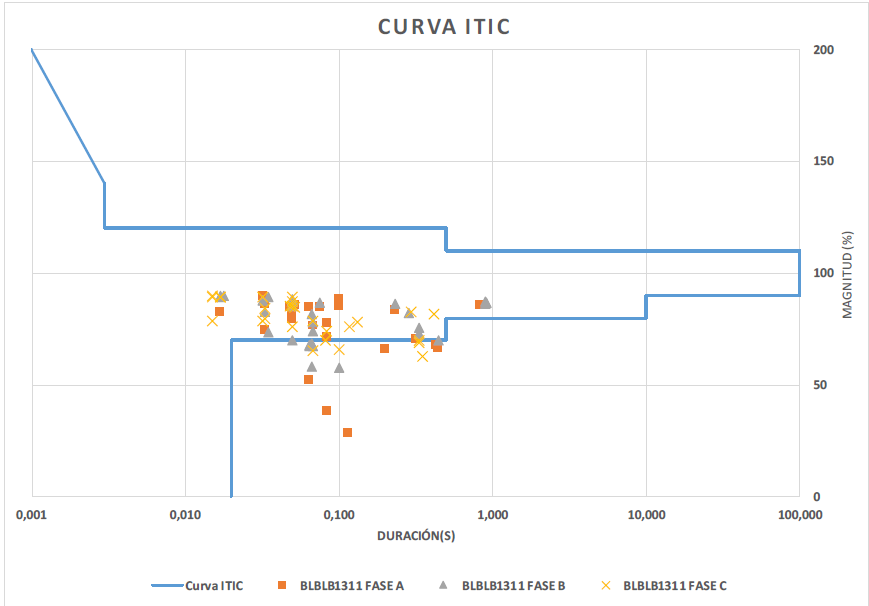 CURVA ITIC
200
150
100
50
0
MAGNITUD (%)
0,001 0,010 0,100 1,000 10,000 100,000
DURACIÓN(S)
Curva ITIC BLBLB1311 FASE A BLBLB1311 FASE B BLBLB1311 FASE C